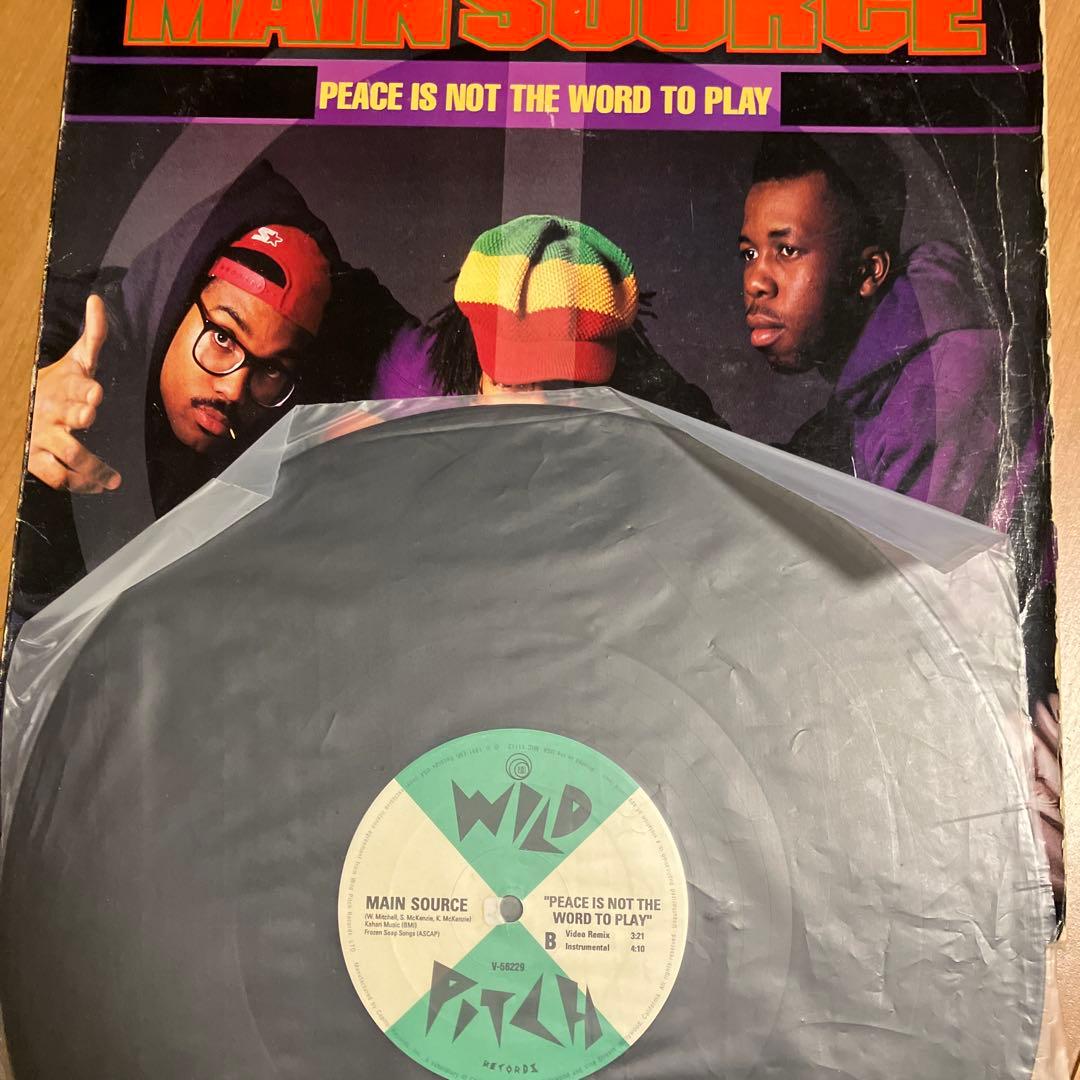 MAIN SOURCE
PEACE IS NOT THE WORD TO PLAY
WILD
MAIN SOURCE
(W. Mitchell, S. McKenzie, K. McKenzie)
Kahari Music (BMI)
Frozen Soap Songs (ASCAP)
"PEACE IS NOT THE
WORD TO PLAY"
B
Video Remix 3:21
Instrumental 4:10
V-56229
PITCH
RECORDS